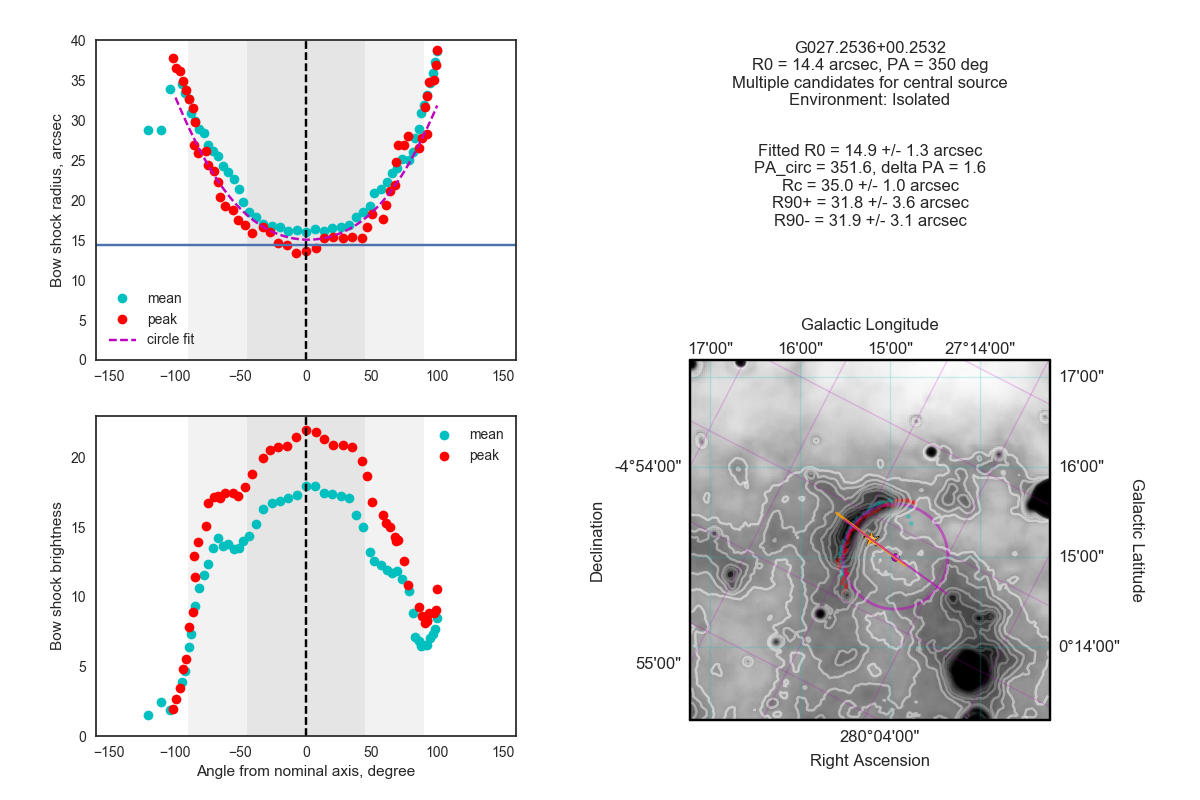 40
35
30
25
20
15
10
5
0
Bow shock radius, arcsec
mean
peak
circle fit
−150
−100
−50
0
50
100
150
20
15
10
5
0
Bow shock brightness
mean
peak
−150
−100
−50
0
50
100
150
Angle from nominal axis, degree
G027.2536+00.2532
R0 = 14.4 arcsec, PA = 350 deg
Multiple candidates for central source
Environment: Isolated
Fitted R0 = 14.9 +/- 1.3 arcsec
PA_circ = 351.6, delta PA = 1.6
Rc = 35.0 +/- 1.0 arcsec
R90+ = 31.8 +/- 3.6 arcsec
R90- = 31.9 +/- 3.1 arcsec
Galactic Longitude
17'00"
16'00"
15'00"
27°14'00"
17'00"
16'00"
15'00"
0°14'00"
Galactic Latitude
-4°54'00"
55'00"
Declination
280°04'00"
Right Ascension